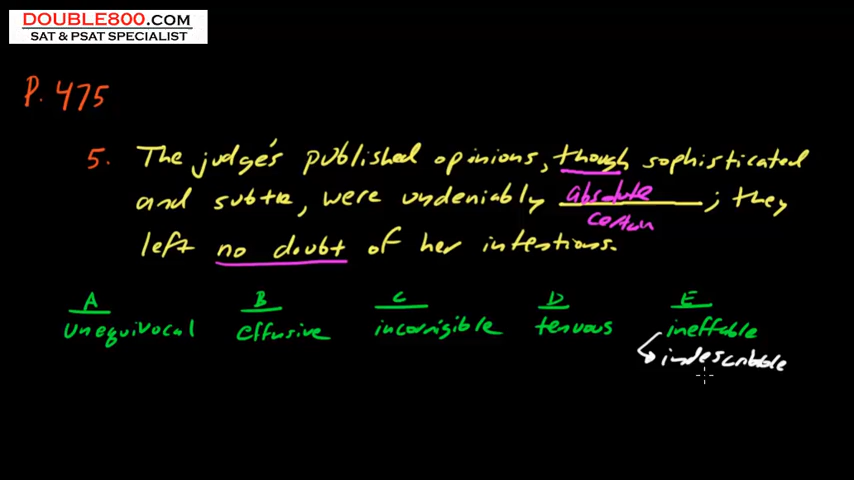 DOUBLE800.COM
SAT & PSAT SPECIALIST
P. 475
5. The judge's published opinions, though sophisticated
and subtle, were undeniably absolute ; they
certain
left no doubt of her intentions.
A B C D E
unequivocal effusive incorrigible tenuous ineffable
indescribble